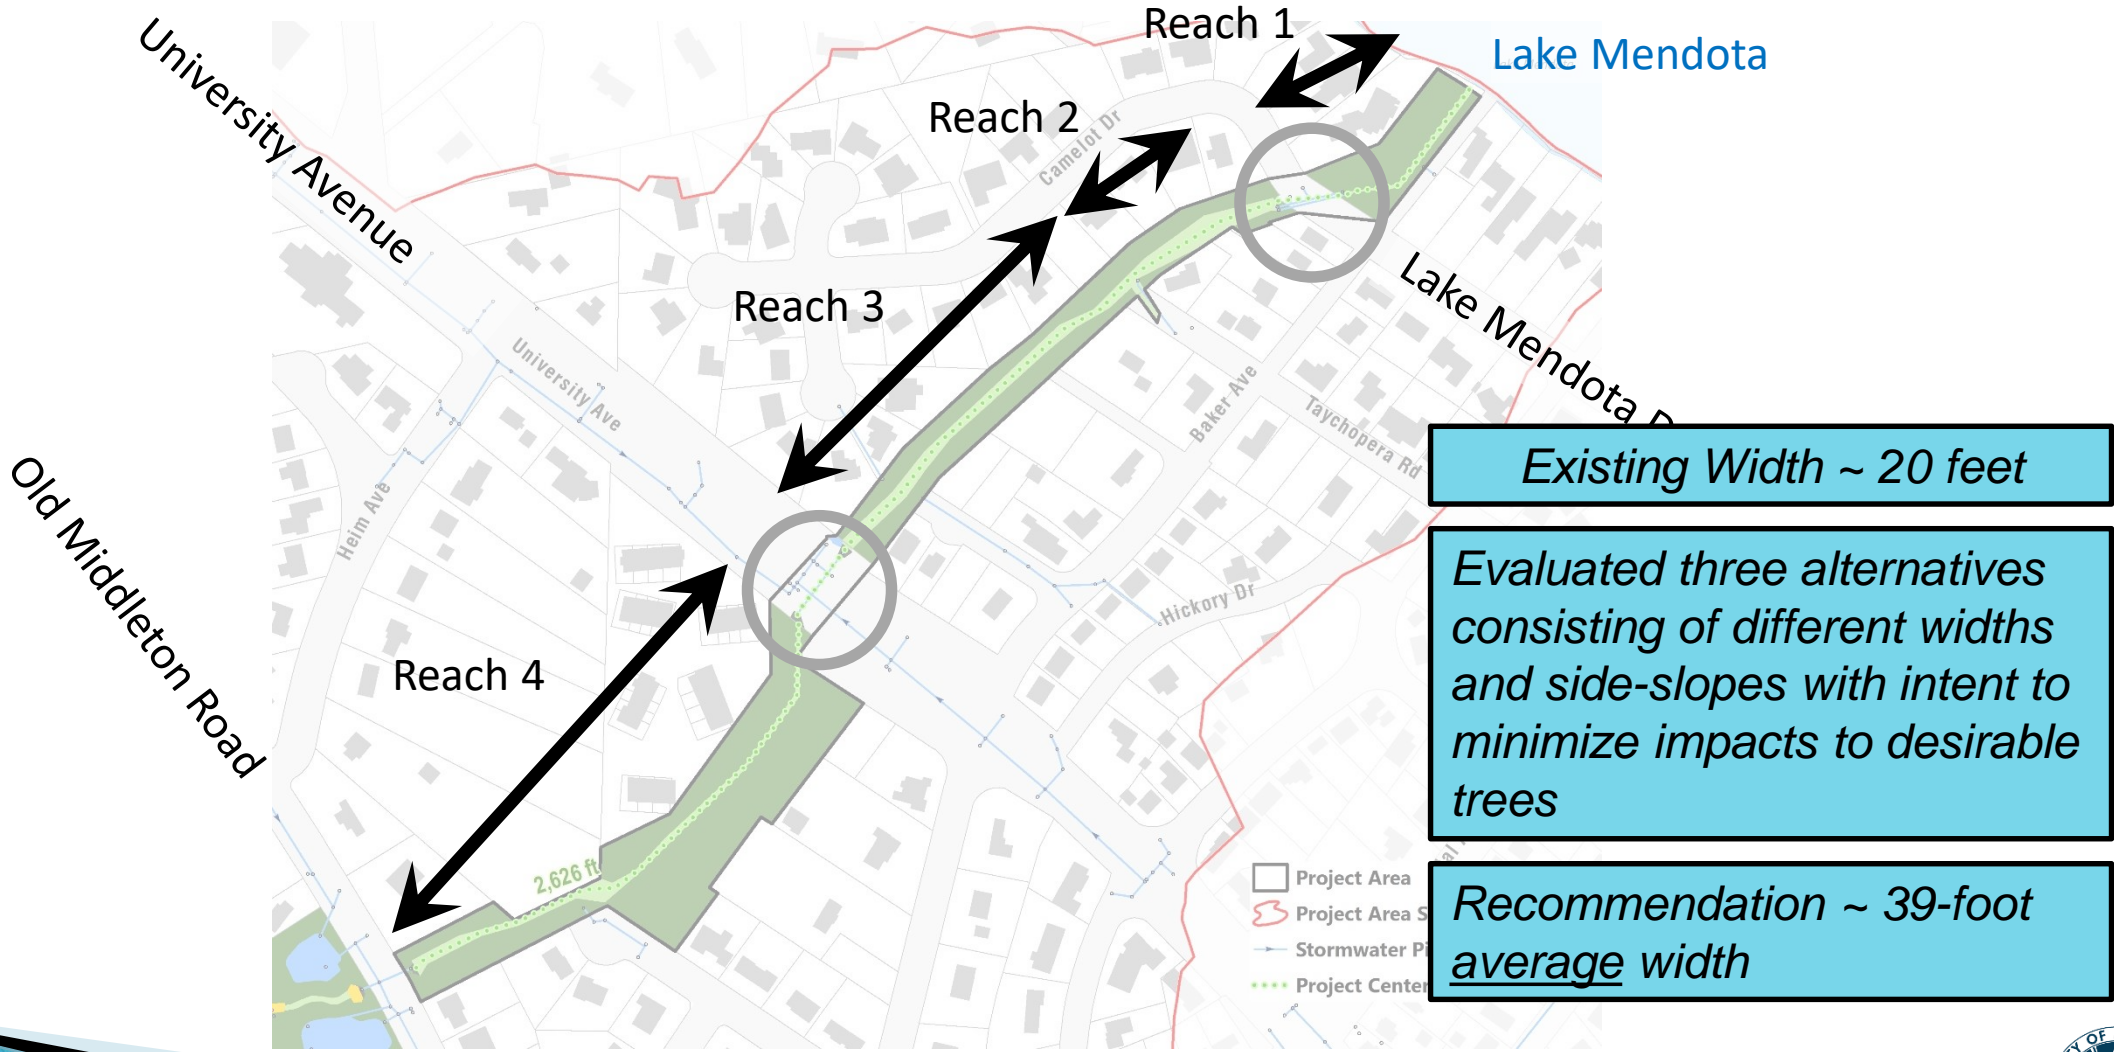 Reach 1
Lake Mendota
University Avenue
Reach 2
Camelot Dr
Reach 3
Lake Mendota
University Ave
Baker Ave
Taychopera Rd
Existing Width ~ 20 feet
Old Middleton Road
Heim Ave
Evaluated three alternatives
consisting of different widths
and side-slopes with intent to
minimize impacts to desirable
trees
Hickory Dr
Reach 4
2,626 ft
Project Area
Project Area S
Stormwater Pi
Project Center
Recommendation ~ 39-foot
average width
OF